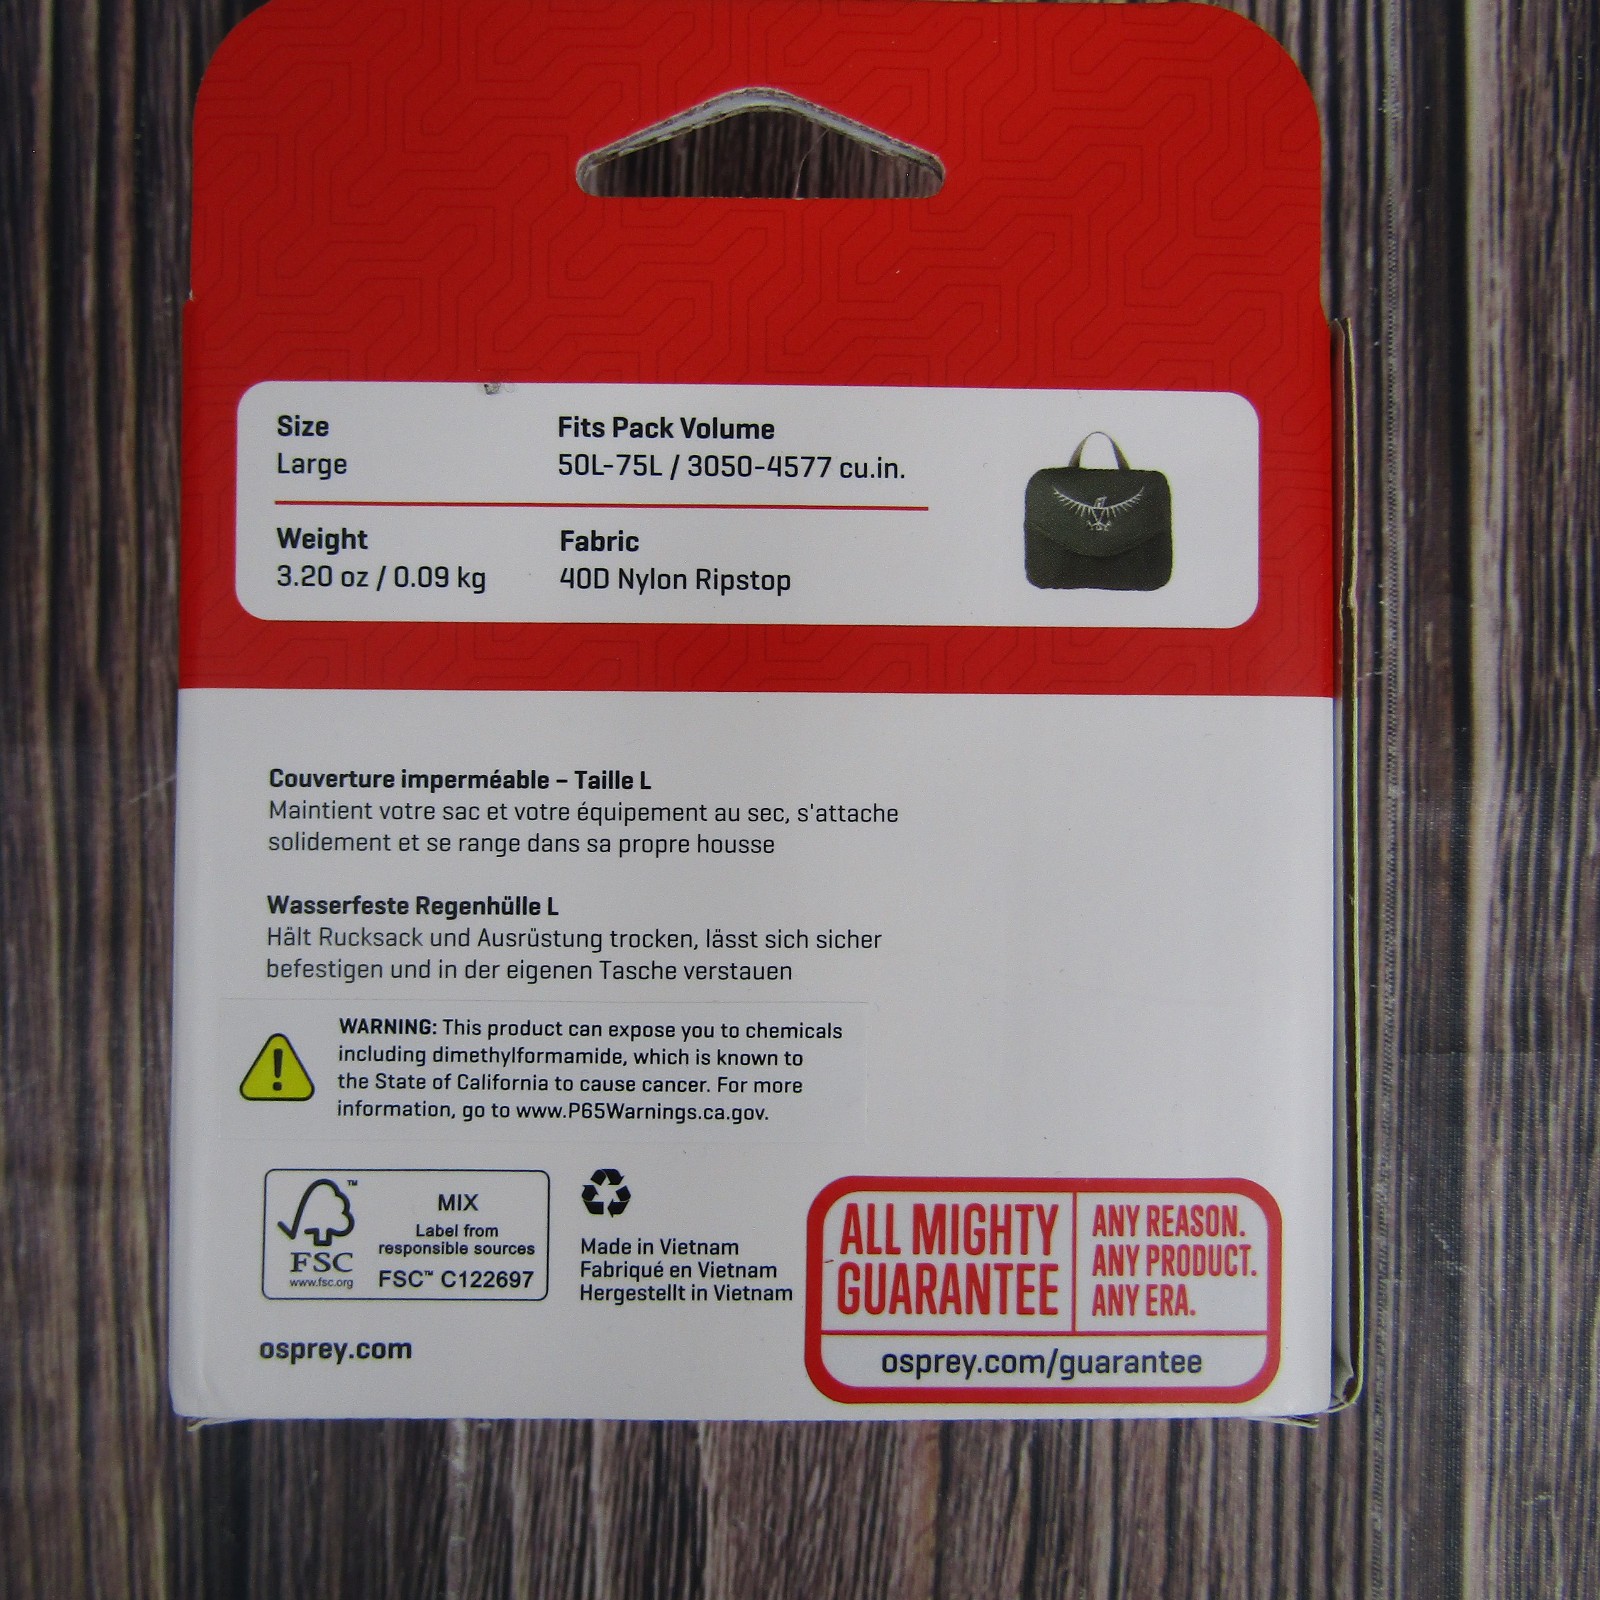 Size
Large
Fits Pack Volume
50L-75L / 3050-4577 cu.in.
Weight
3.20 oz / 0.09 kg
Fabric
40D Nylon Ripstop
Couverture imperméable – Taille L
Maintient votre sac et votre équipement au sec, s'attache
solidement et se range dans sa propre housse
Wasserfeste Regenhülle L
Hält Rucksack und Ausrüstung trocken, lässt sich sicher
befestigen und in der eigenen Tasche verstauen
WARNING: This product can expose you to chemicals
including dimethylformamide, which is known to
the State of California to cause cancer. For more
information, go to www.P65Warnings.ca.gov.
TM
FSC
www.fsc.org
MIX
Label from
responsible sources
FSC™ C122697
Made in Vietnam
Fabriqué en Vietnam
Hergestellt in Vietnam
osprey.com
ALL MIGHTY
GUARANTEE
ANY REASON.
ANY PRODUCT.
ANY ERA.
osprey.com/guarantee